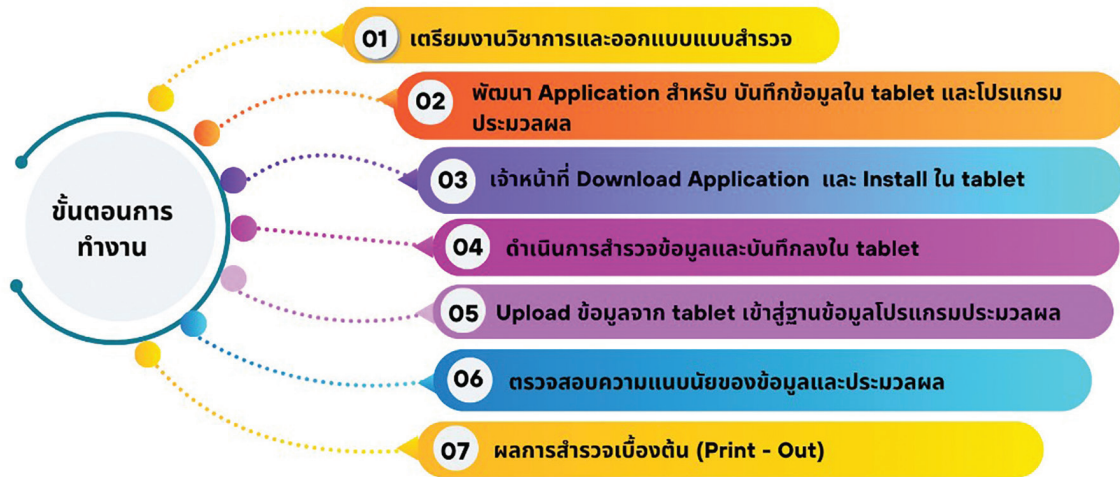 ขั้นตอนการ
ทำงาน
01 เตรียมงานวิชาการและออกแบบแบบสำรวจ
02 พัฒนา Application สำหรับ บันทึกข้อมูลใน tablet และโปรแกรม
ประมวลผล
03 เจ้าหน้าที่ Download Application และ Install ใน tablet
04 ดำเนินการสำรวจข้อมูลและบันทึกลงใน tablet
05 Upload ข้อมูลจาก tablet เข้าสู่ฐานข้อมูลโปรแกรมประมวลผล
06 ตรวจสอบความแนบนัยของข้อมูลและประมวลผล
07 ผลการสำรวจเบื้องต้น (Print - Out)